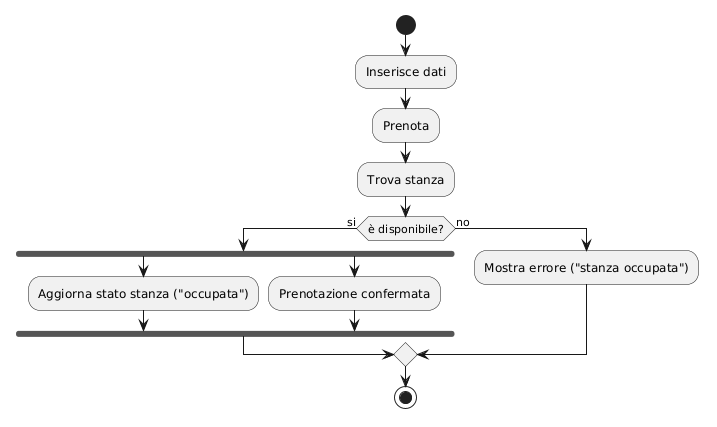 Inserisce dati
Prenota
Trova stanza
si
è disponibile?
no
Mostra errore ("stanza occupata")
Aggiorna stato stanza ("occupata")
Prenotazione confermata